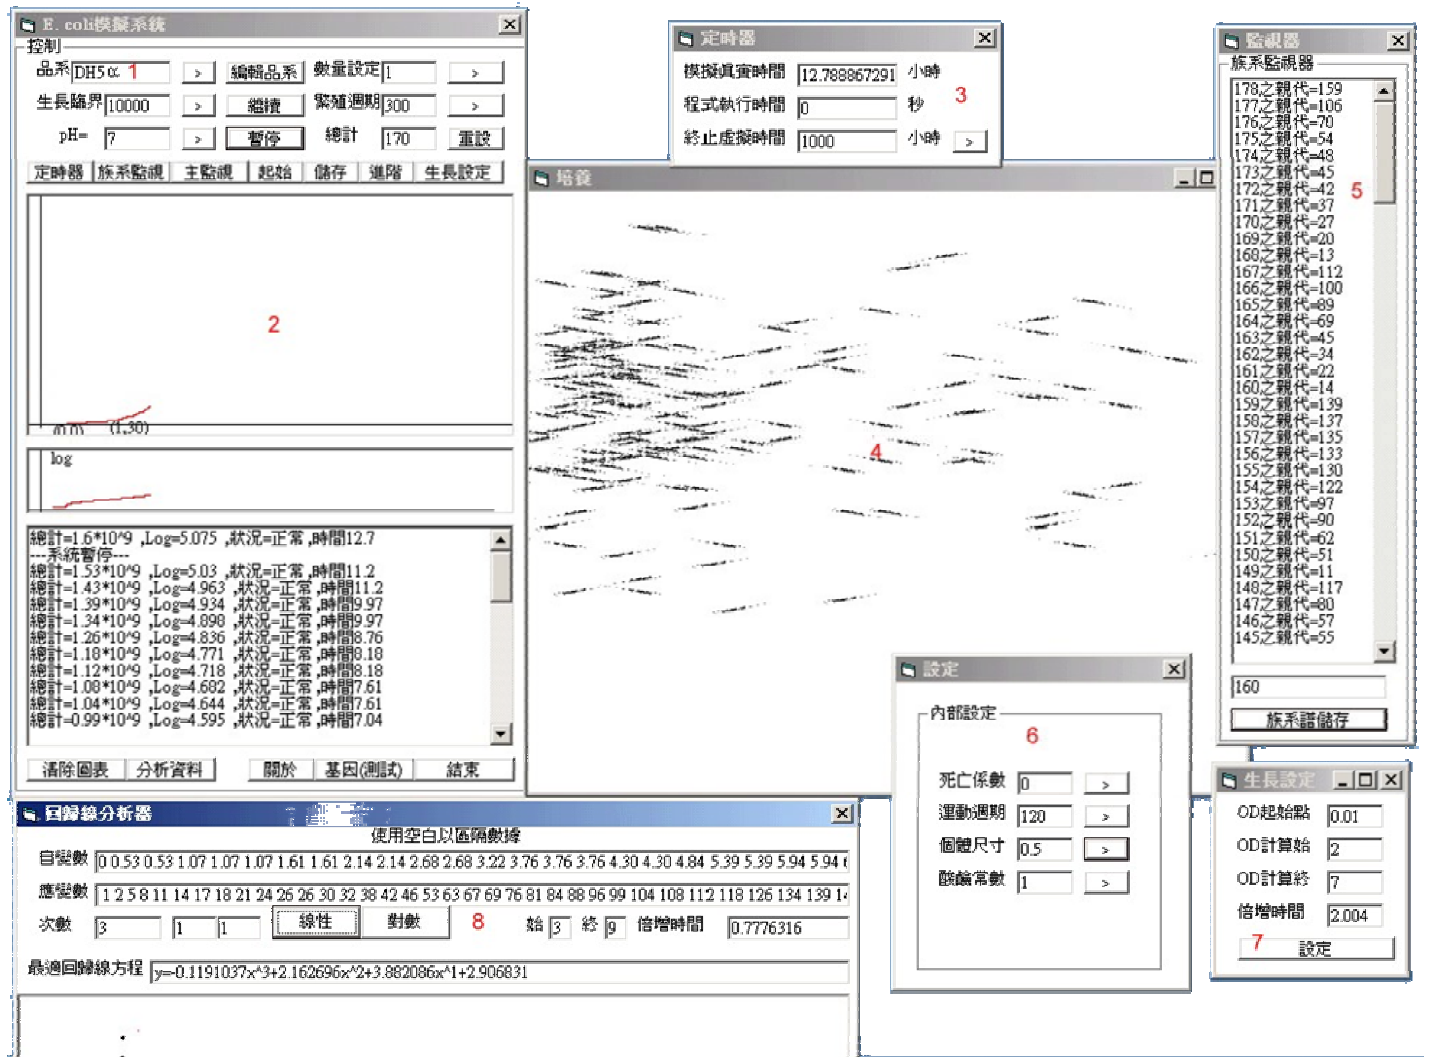 E. coli模擬系統
控制
品系 DH5α 1 > 編輯品系 數量設定 1 >
生長臨界 10000 > 繼續 繁殖週期 300 >
pH= 7 > 暫停 總計 170 重設
定時器 族系監視 主監視 起始 儲存 進階 生長設定
2
(1,30)
log
總計=1.6*10^9 ,Log=5.075 ,狀況=正常 ,時間12.7
---系統暫停---
總計=1.53*10^9 ,Log=5.03 ,狀況=正常 ,時間11.2
總計=1.43*10^9 ,Log=4.963 ,狀況=正常 ,時間11.2
總計=1.39*10^9 ,Log=4.934 ,狀況=正常 ,時間9.97
總計=1.34*10^9 ,Log=4.898 ,狀況=正常 ,時間9.97
總計=1.26*10^9 ,Log=4.836 ,狀況=正常 ,時間8.76
總計=1.18*10^9 ,Log=4.771 ,狀況=正常 ,時間8.18
總計=1.12*10^9 ,Log=4.718 ,狀況=正常 ,時間8.18
總計=1.08*10^9 ,Log=4.682 ,狀況=正常 ,時間7.61
總計=1.04*10^9 ,Log=4.644 ,狀況=正常 ,時間7.61
總計=0.99*10^9 ,Log=4.595 ,狀況=正常 ,時間7.04
清除圖表 分析資料 關於 基因(測試) 結束
定時器
模擬真實時間 12.788867291 小時
3
程式執行時間 0 秒
終止虛擬時間 1000 小時 >
培養
4
監視器
族系監視器
178之親代=159
177之親代=106
176之親代=70
175之親代=54
174之親代=48
173之親代=45
172之親代=42
5
171之親代=37
170之親代=27
169之親代=20
168之親代=13
167之親代=112
166之親代=100
165之親代=89
164之親代=69
163之親代=45
162之親代=34
161之親代=22
160之親代=14
159之親代=139
158之親代=137
157之親代=135
156之親代=133
155之親代=130
154之親代=122
153之親代=97
152之親代=90
151之親代=62
150之親代=51
149之親代=11
148之親代=117
147之親代=80
146之親代=57
145之親代=55
160
族系譜儲存
設定
內部設定
6
死亡係數 0 >
運動週期 120 >
個體尺寸 0.5 >
酸鹼常數 1 >
生長設定
OD起始點 0.01
OD計算始 2
OD計算終 7
倍增時間 2.004
7 設定
回歸線分析器
使用空白以區隔數據
自變數 0 0.53 0.53 1.07 1.07 1.07 1.61 1.61 2.14 2.14 2.68 2.68 3.22 3.76 3.76 3.76 4.30 4.30 4.84 5.39 5.39 5.94 5.94
應變數 1 2 5 8 11 14 17 18 21 24 26 26 30 32 38 42 46 53 63 67 69 76 81 84 88 96 99 104 108 112 118 126 134 139
次數 3 1 1 線性 對數 8 始 3 終 9 倍增時間 0.7776316
最適回歸線方程 y=-0.1191037x^3+2.162696x^2+3.882086x^1+2.906831